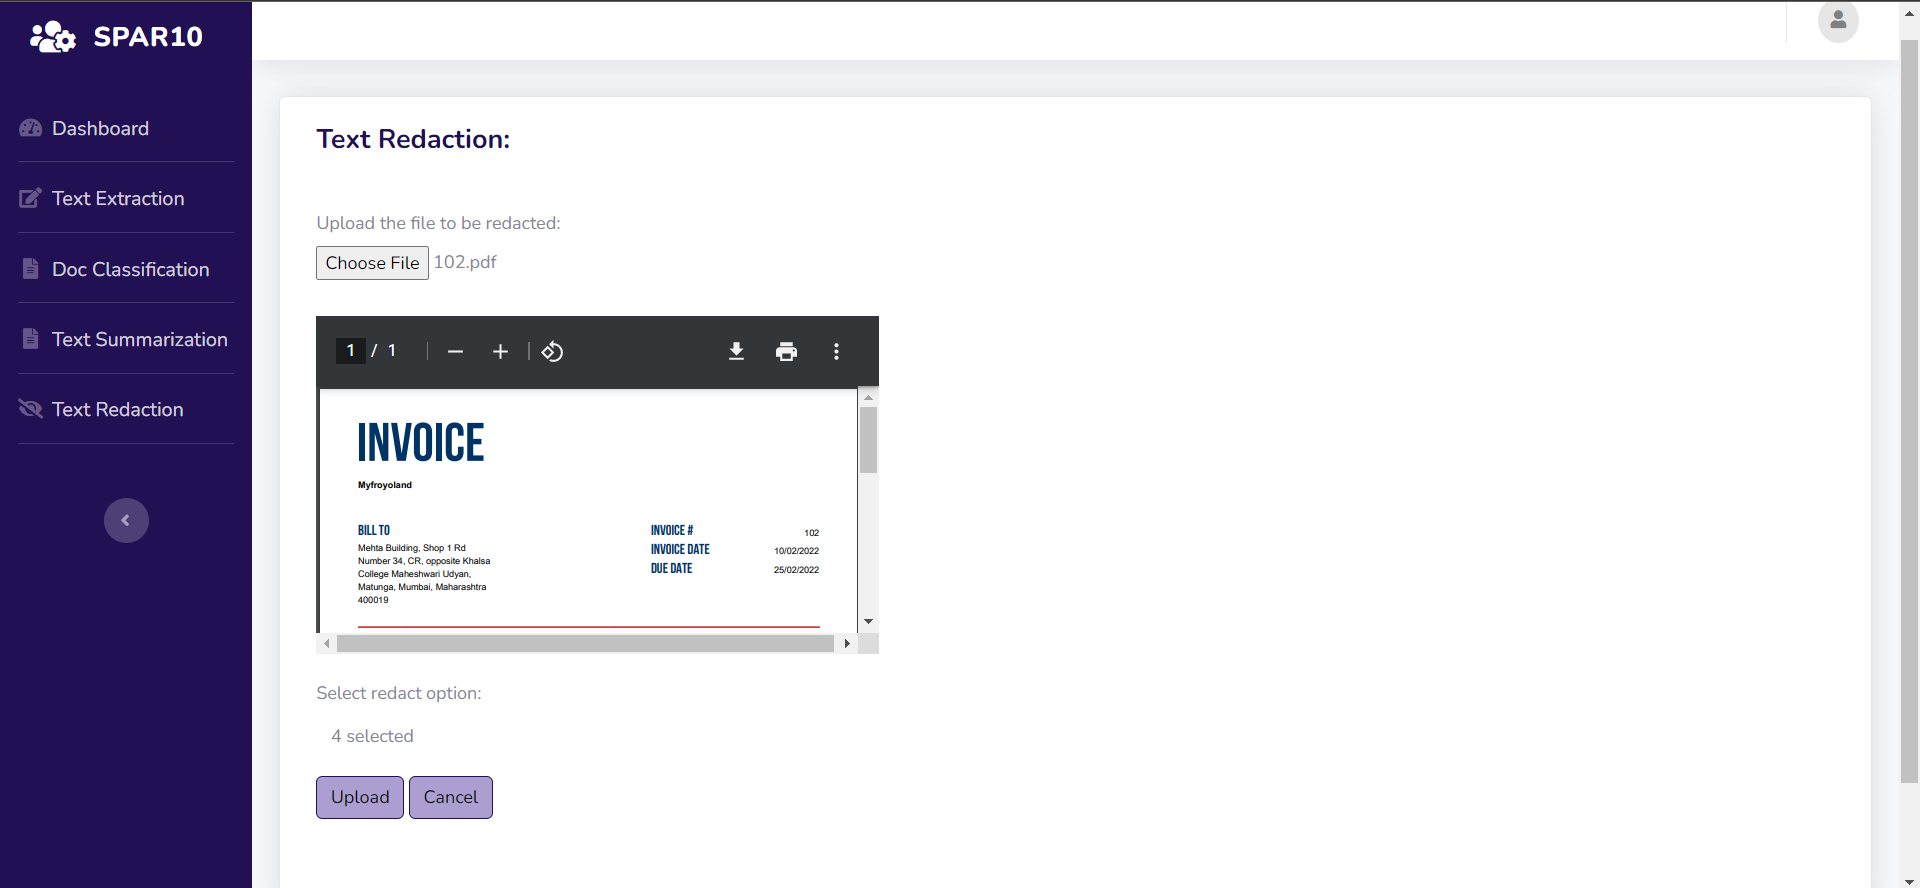 SPAR10
Dashboard
Text Extraction
Doc Classification
Text Summarization
Text Redaction
Text Redaction:
Upload the file to be redacted:
Choose File 102.pdf
1 / 1
INVOICE
Myfroyoland
BILL TO
Mehta Building, Shop 1 Rd
Number 34, CR, opposite Khalsa
College Maheshwari Udyan,
Matunga, Mumbai, Maharashtra
400019
INVOICE # 102
INVOICE DATE 10/02/2022
DUE DATE 25/02/2022
Select redact option:
4 selected
Upload Cancel